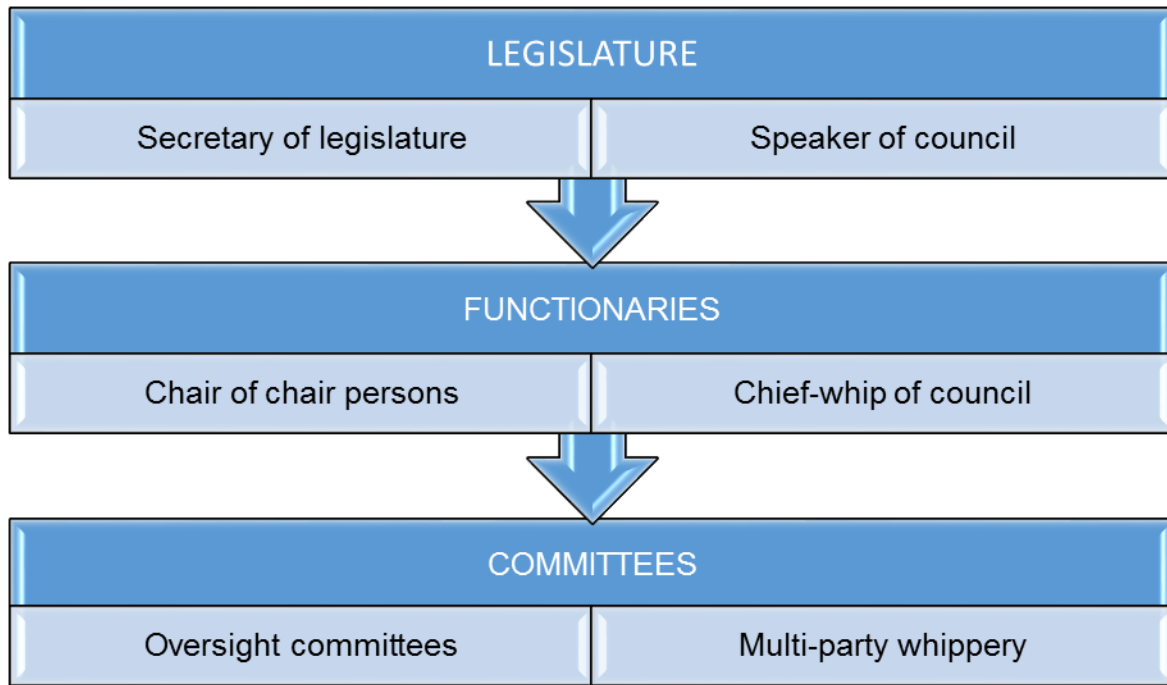 LEGISLATURE
Secretary of legislature
Speaker of council
FUNCTIONARIES
Chair of chair persons
Chief-whip of council
COMMITTEES
Oversight committees
Multi-party whippery